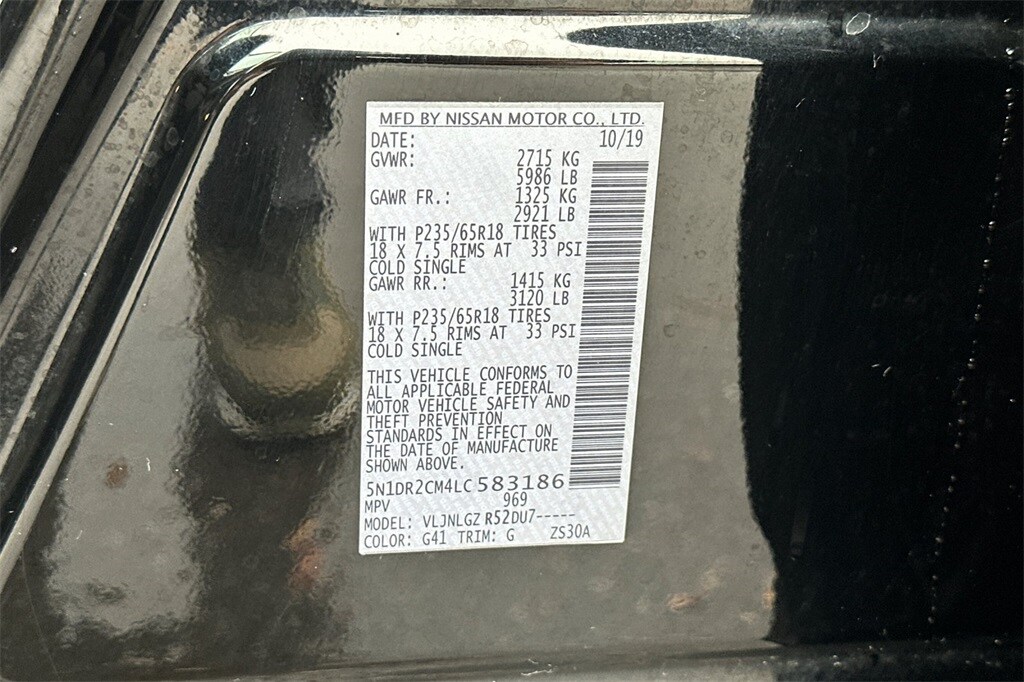 MFD BY NISSAN MOTOR CO., LTD.
DATE: 10/19
GVWR: 2715 KG
5986 LB
GAWR FR.: 1325 KG
2921 LB
WITH P235/65R18 TIRES
18 X 7.5 RIMS AT 33 PSI
COLD SINGLE
GAWR RR.: 1415 KG
3120 LB
WITH P235/65R18 TIRES
18 X 7.5 RIMS AT 33 PSI
COLD SINGLE
THIS VEHICLE CONFORMS TO
ALL APPLICABLE FEDERAL
MOTOR VEHICLE SAFETY AND
THEFT PREVENTION
STANDARDS IN EFFECT ON
THE DATE OF MANUFACTURE
SHOWN ABOVE.
5N1DR2CM4LC583186
MPV 969
MODEL: VLJNLGZ R52DU7-----
COLOR: G41 TRIM: G ZS30A